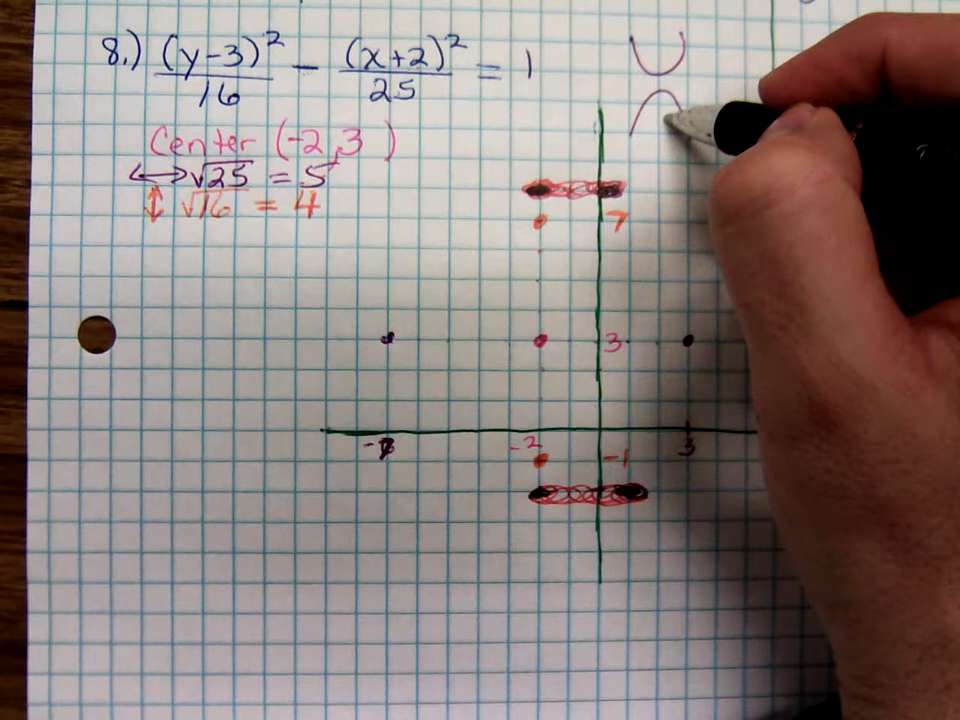 8.) (y-3)² / 16 - (x+2)² / 25 = 1
Center (-2,3)
√25 = 5
√16 = 4
7
3
-2
-1
3